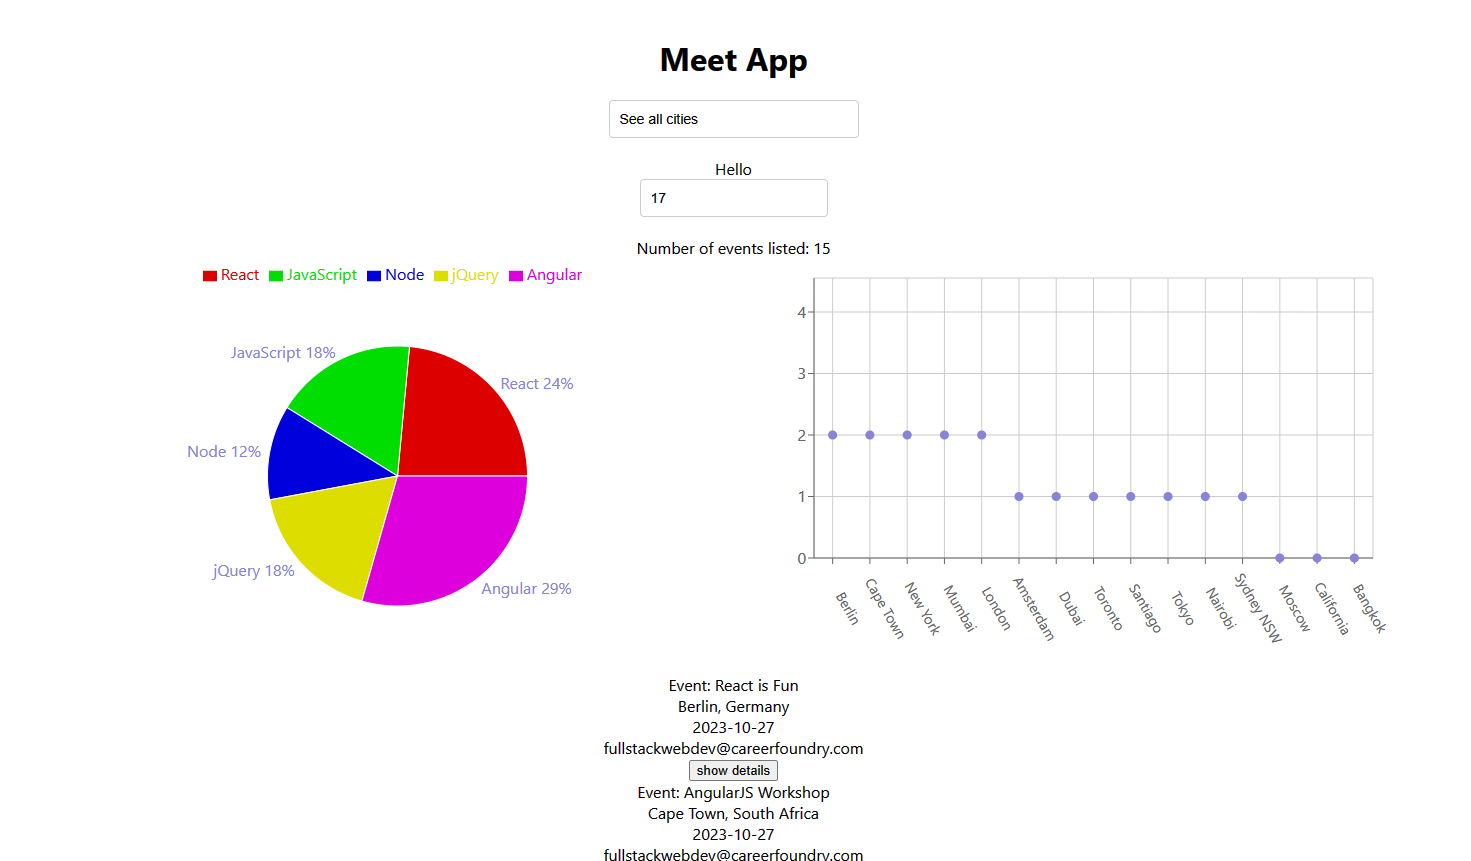 Meet App
See all cities
Hello
17
Number of events listed: 15
React JavaScript Node jQuery Angular
JavaScript 18%
React 24%
Node 12%
jQuery 18%
Angular 29%
4
3
2
1
0
Berlin
Cape Town
New York
Mumbai
London
Amsterdam
Dubai
Toronto
Santiago
Tokyo
Nairobi
Sydney NSW
Moscow
California
Bangkok
Event: React is Fun
Berlin, Germany
2023-10-27
fullstackwebdev@careerfoundry.com
show details
Event: AngularJS Workshop
Cape Town, South Africa
2023-10-27
fullstackwebdev@careerfoundry.com